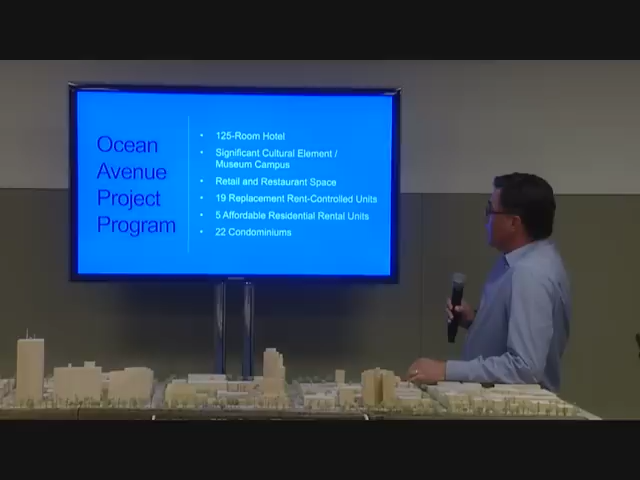 Ocean
Avenue
Project
Program
• 125-Room Hotel
• Significant Cultural Element /
Museum Campus
• Retail and Restaurant Space
• 19 Replacement Rent-Controlled Units
• 5 Affordable Residential Rental Units
• 22 Condominiums